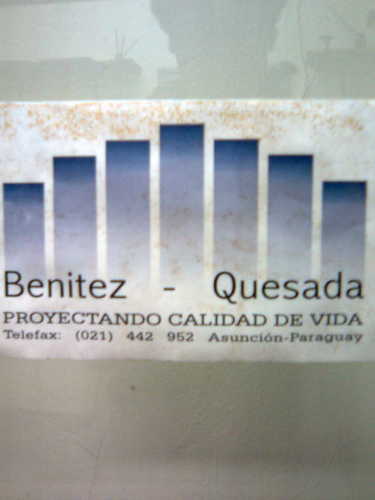 Benitez - Quesada
PROYECTANDO CALIDAD DE VIDA
Telefax: (021) 442 952 Asunción-Paraguay